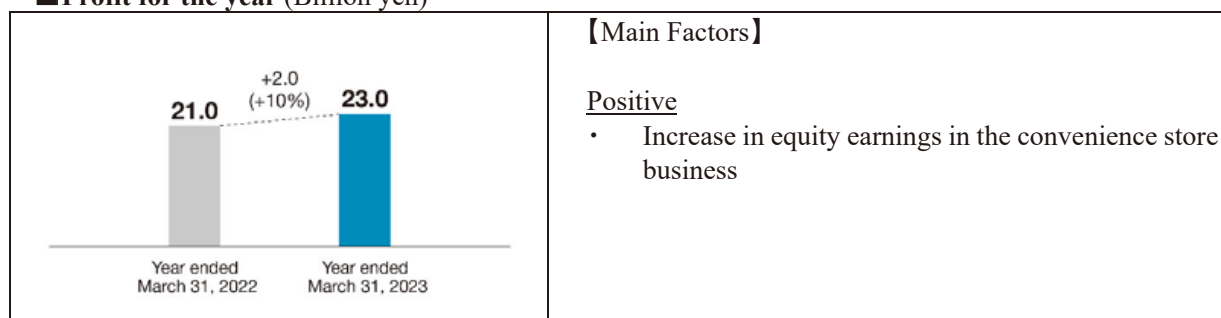 ■Profit for the year (Billion yen)
+2.0
(+10%)
21.0
23.0
Year ended
March 31, 2022
Year ended
March 31, 2023
【Main Factors】
Positive
・ Increase in equity earnings in the convenience store
business